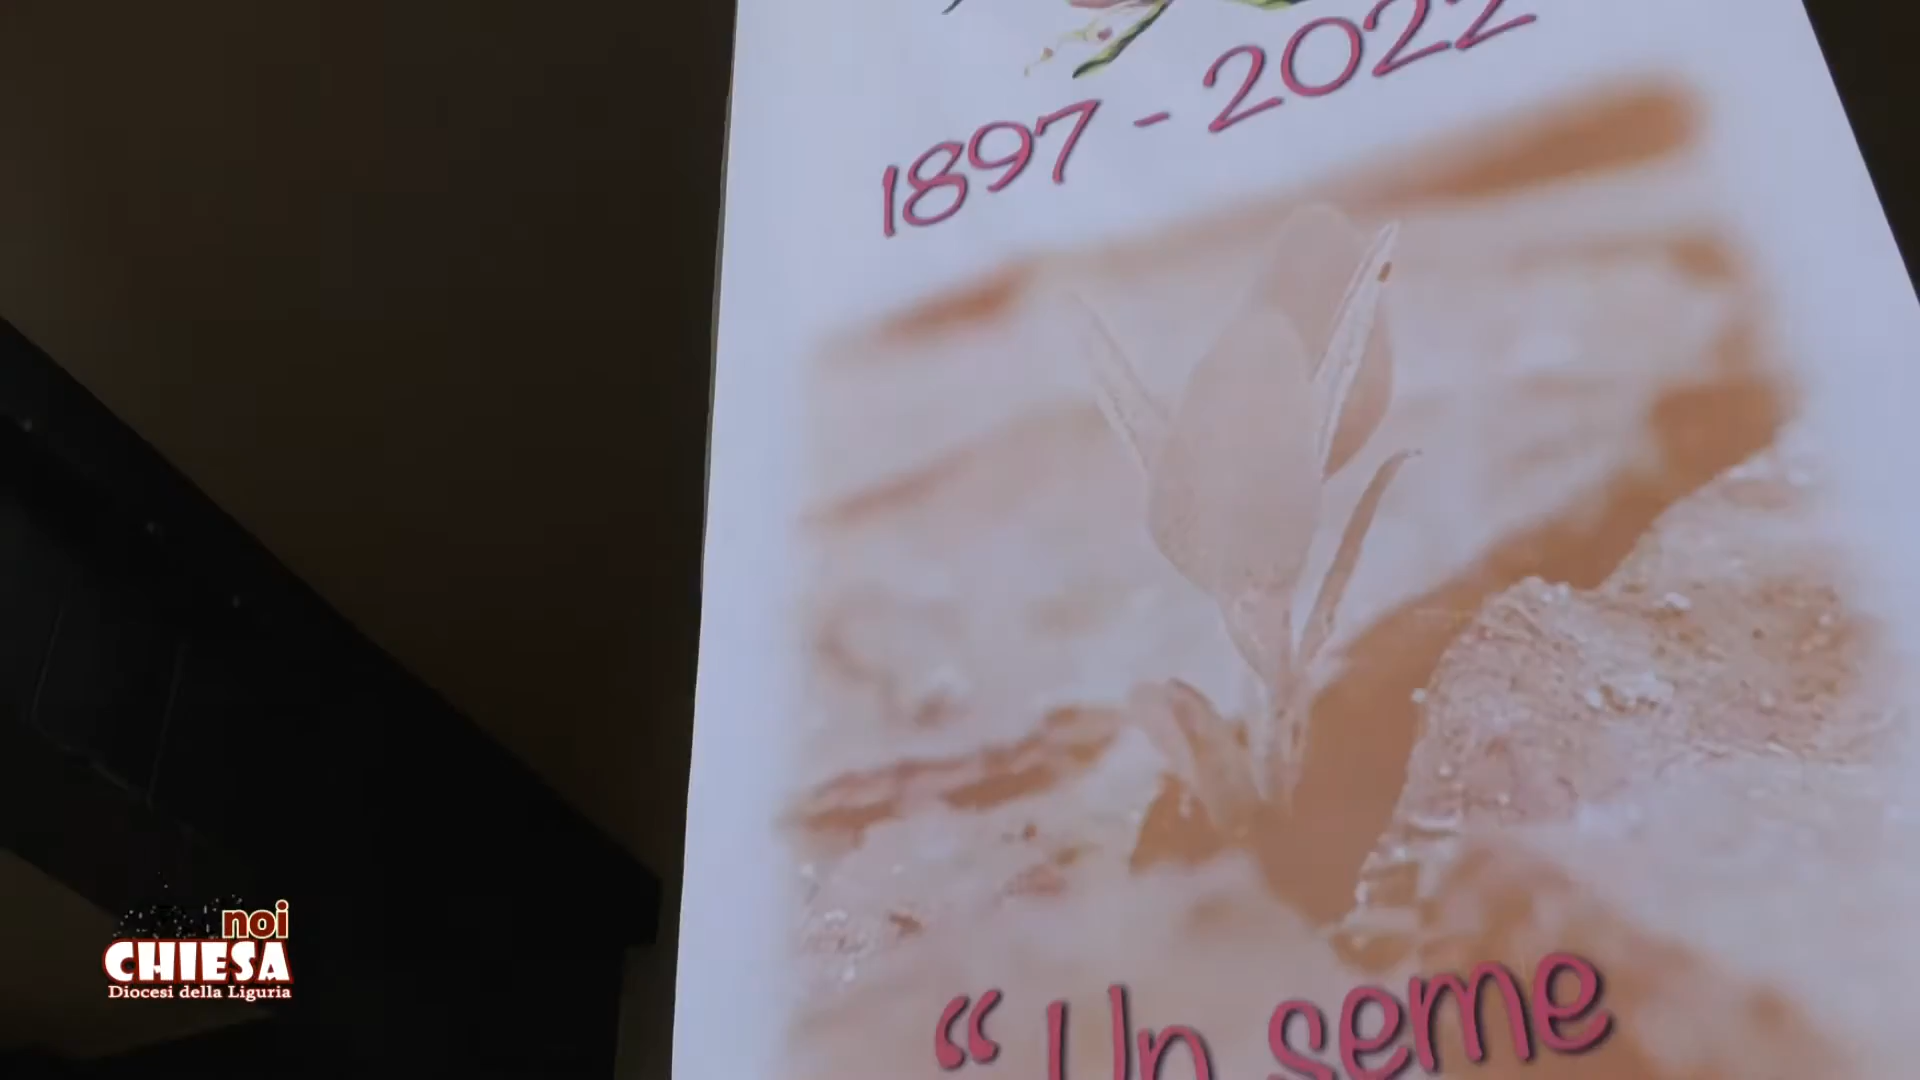 1897 - 2022
“ Un seme
noi
CHIESA
Diocesi della Liguria